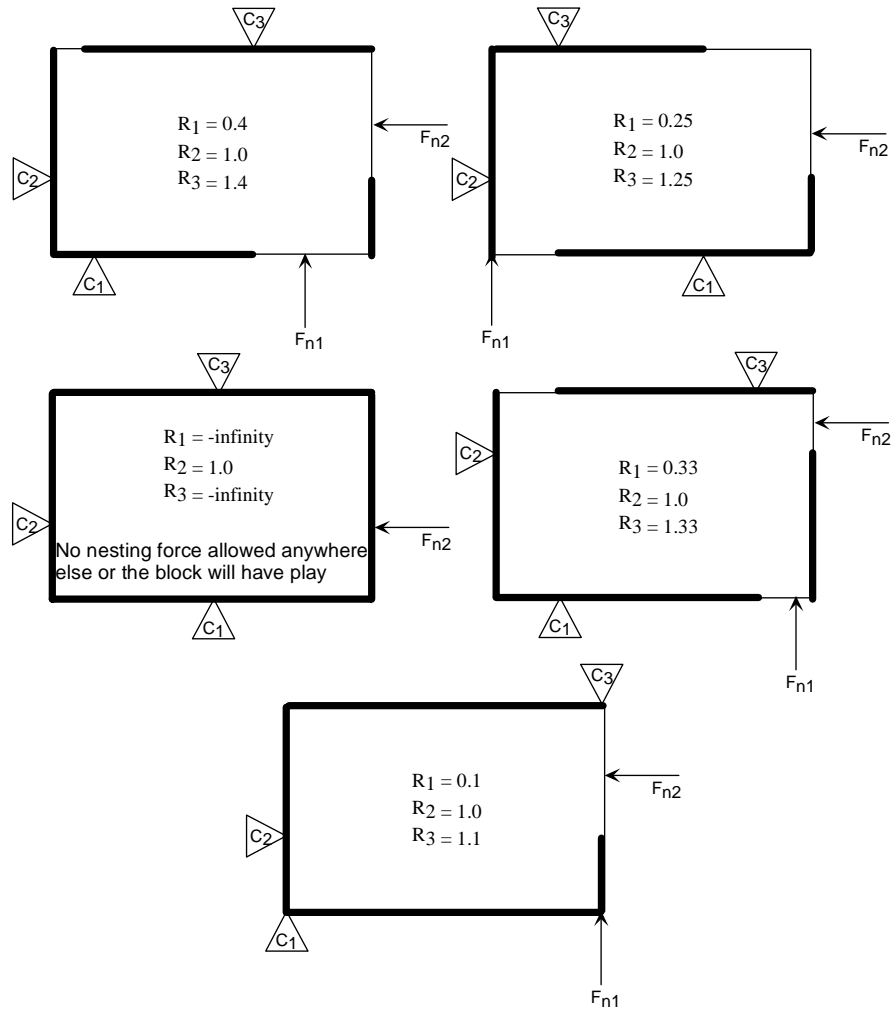 C3
R1 = 0.4
R2 = 1.0
R3 = 1.4
Fn2
C2
C1
Fn1
C3
R1 = 0.25
R2 = 1.0
R3 = 1.25
Fn2
C2
C1
Fn1
C3
R1 = -infinity
R2 = 1.0
R3 = -infinity
C2
Fn2
No nesting force allowed anywhere
else or the block will have play
C1
C3
Fn2
C2
R1 = 0.33
R2 = 1.0
R3 = 1.33
C1
Fn1
C3
R1 = 0.1
R2 = 1.0
R3 = 1.1
Fn2
C2
C1
Fn1